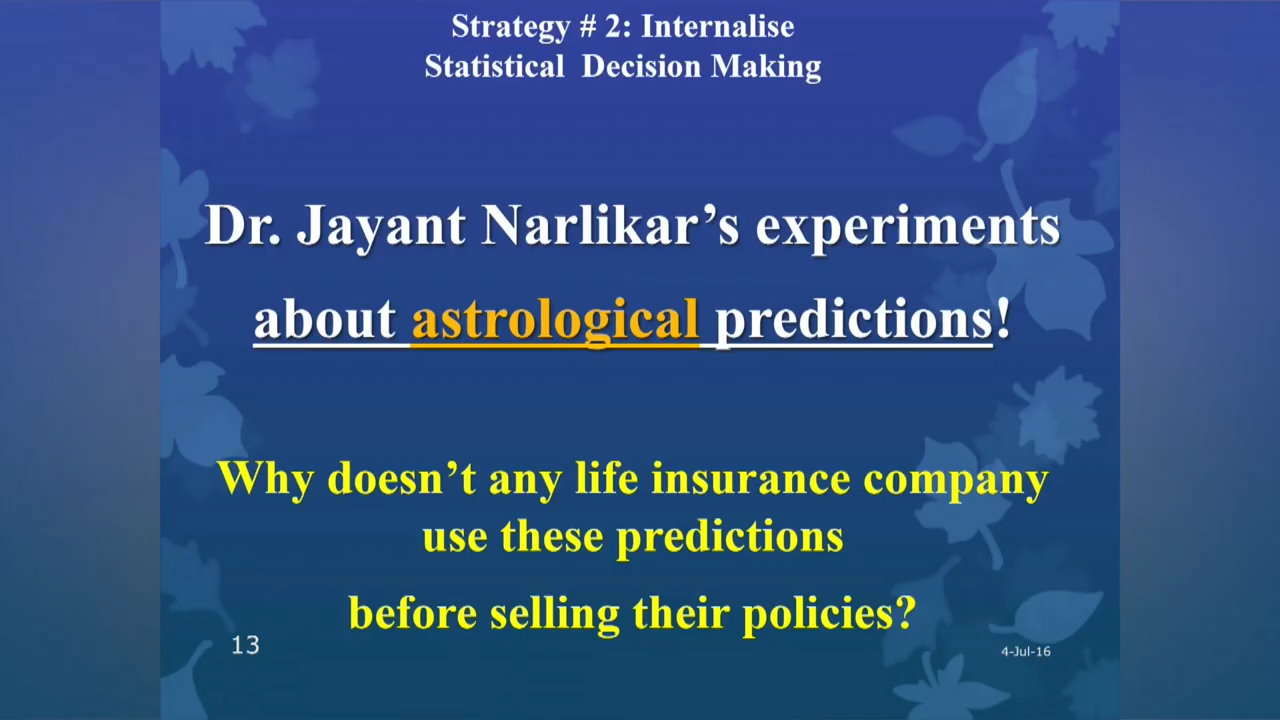 Strategy # 2: Internalise
Statistical Decision Making
Dr. Jayant Narlikar’s experiments
about astrological predictions!
Why doesn’t any life insurance company
use these predictions
before selling their policies?
13
4-Jul-16